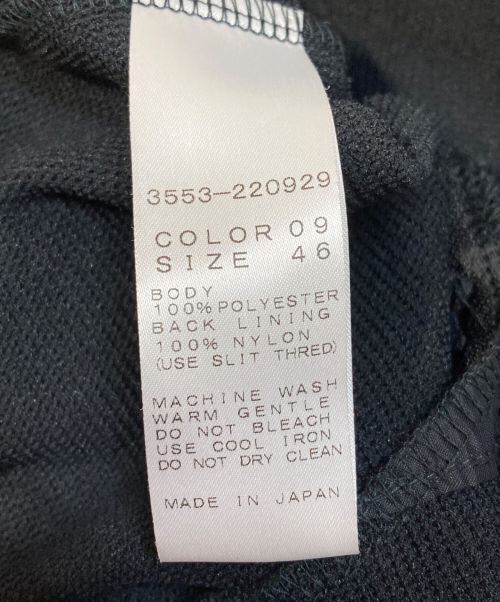 3553-220929
COLOR 09
SIZE 46
BODY
100% POLYESTER
BACK LINING
100% NYLON
(USE SLIT THRED)
MACHINE WASH
WARM GENTLE
DO NOT BLEACH
USE COOL IRON
DO NOT DRY CLEAN
MADE IN JAPAN